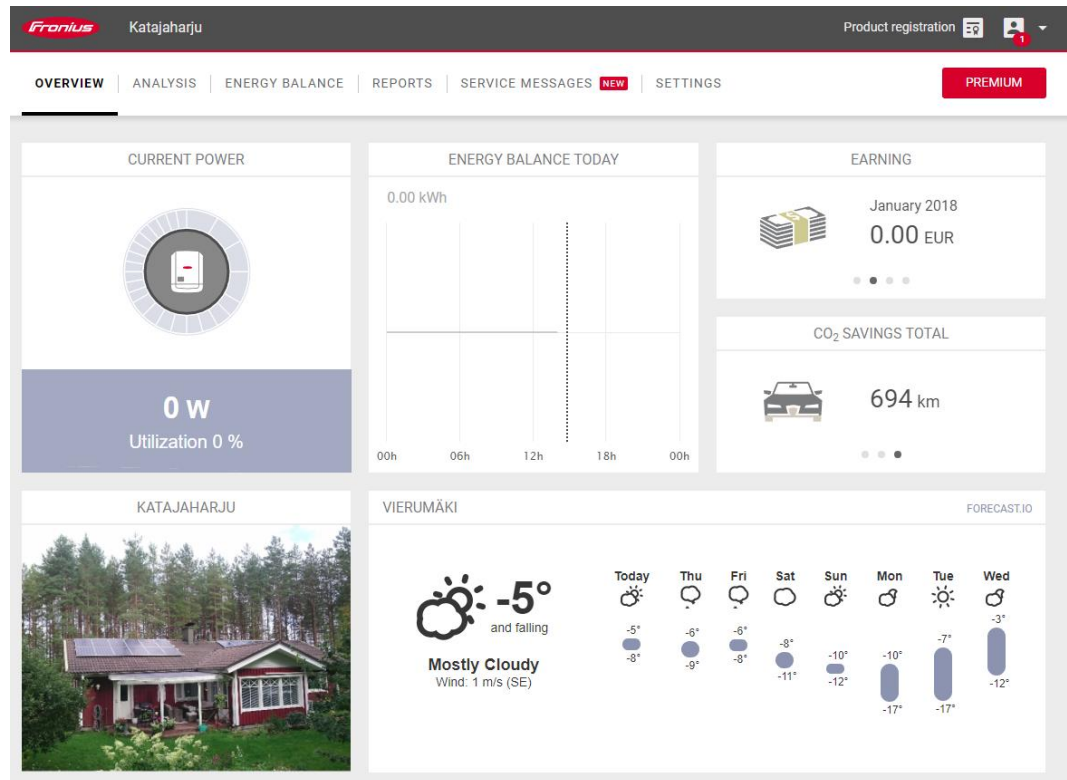 Fronius
Katajaharju
Product registration
1
OVERVIEW
ANALYSIS
ENERGY BALANCE
REPORTS
SERVICE MESSAGES NEW
SETTINGS
PREMIUM
CURRENT POWER
0 W
Utilization 0 %
ENERGY BALANCE TODAY
0.00 kWh
00h 06h 12h 18h 00h
EARNING
January 2018
0.00 EUR
CO₂ SAVINGS TOTAL
694 km
KATAJAHARJU
VIERUMÄKI
FORECAST.IO
-5°
and falling
Mostly Cloudy
Wind: 1 m/s (SE)
Today Thu Fri Sat Sun Mon Tue Wed
-5° -6° -6° -8° -10° -10° -7° -3°
-8° -9° -8° -11° -12° -17° -17° -12°